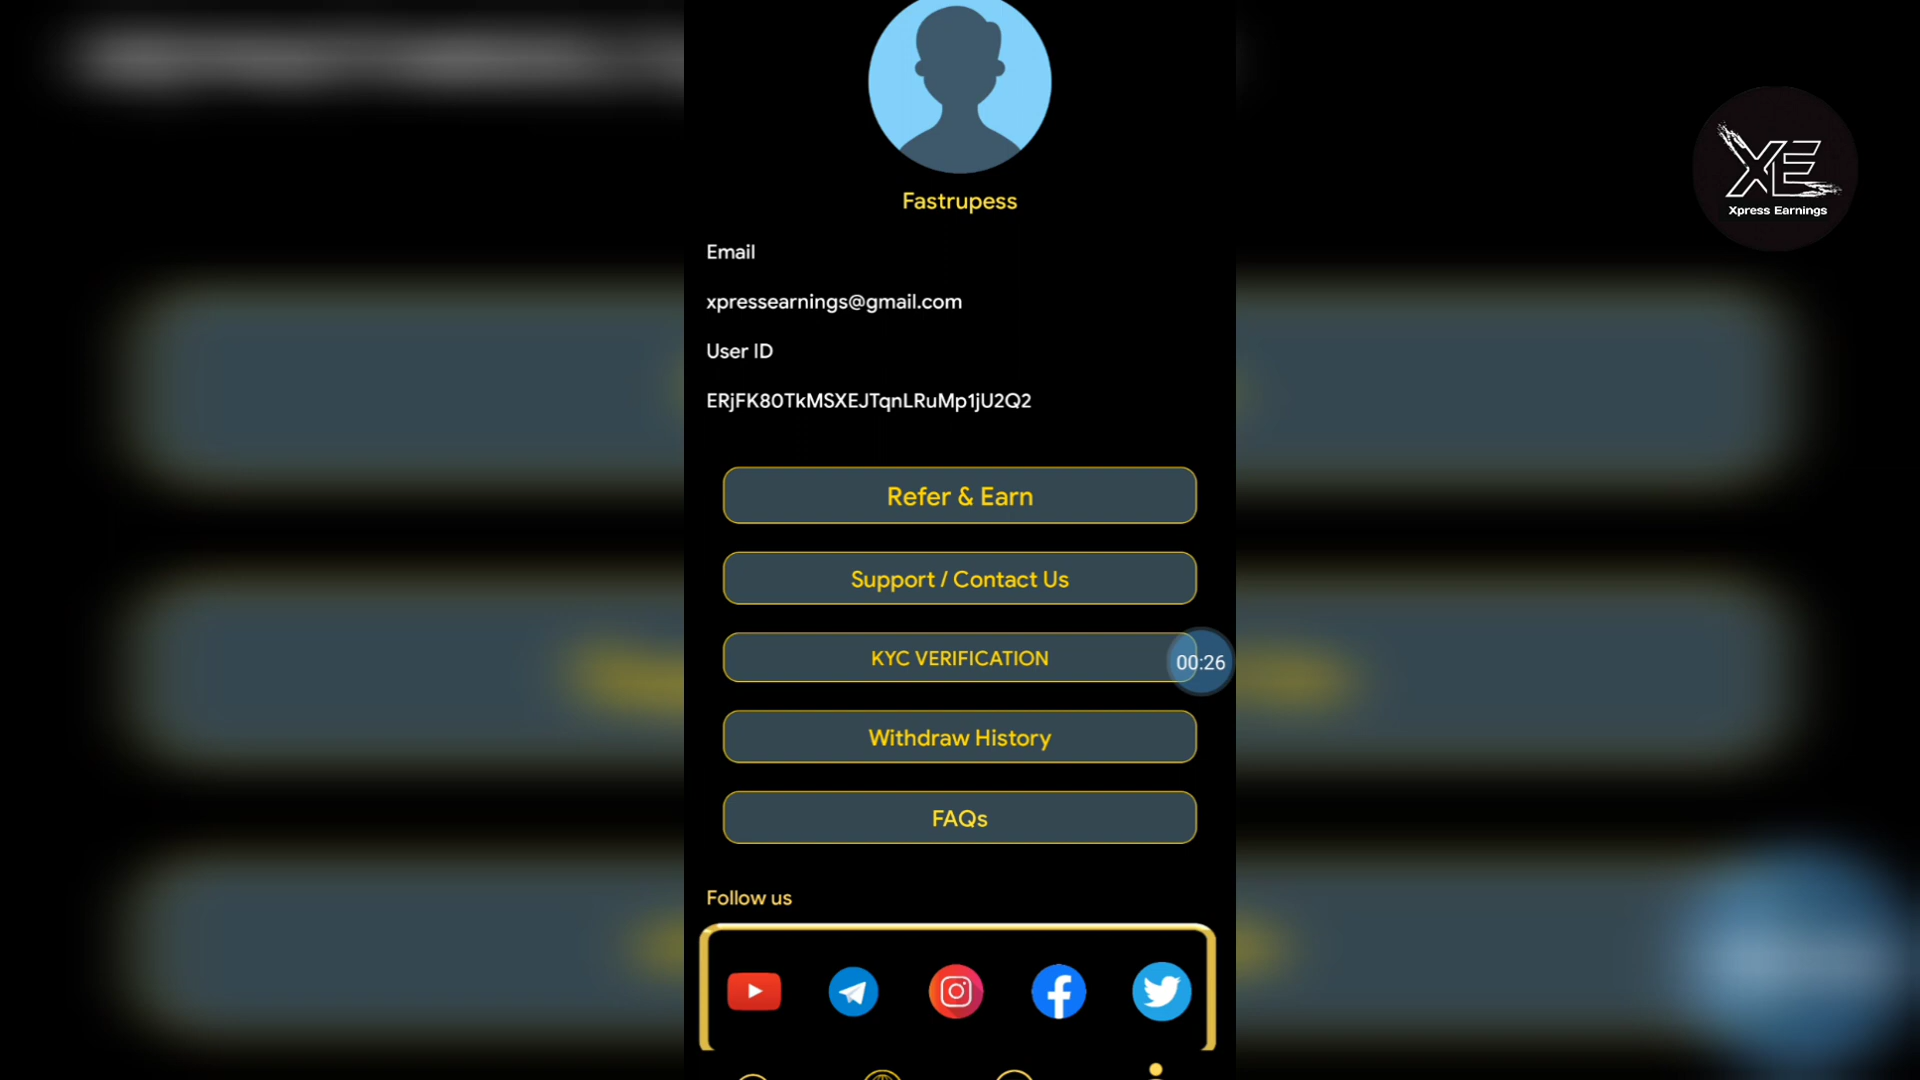 XE
Xpress Earnings
Fastrupess
Email
xpressearnings@gmail.com
User ID
ERjFK80TkMSXEJTqnLRuMp1jU2Q2
Refer & Earn
Support / Contact Us
KYC VERIFICATION
00:26
Withdraw History
FAQs
Follow us